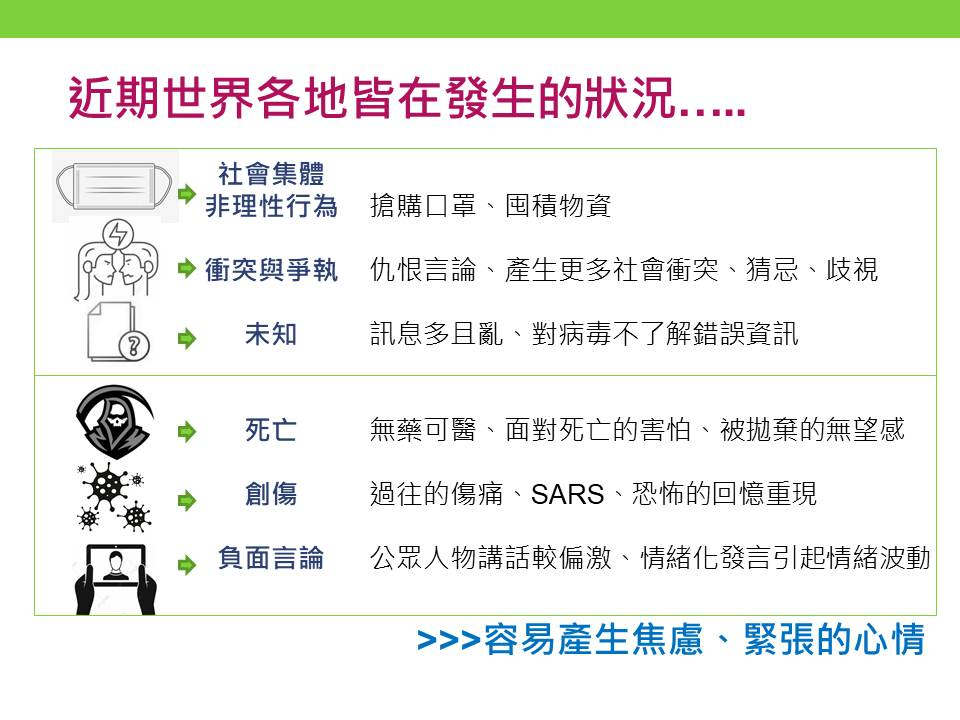 近期世界各地皆在發生的狀況…..
社會集體
非理性行為 搶購口罩、囤積物資
衝突與爭執 仇恨言論、產生更多社會衝突、猜忌、歧視
未知 訊息多且亂、對病毒不了解錯誤資訊
死亡 無藥可醫、面對死亡的害怕、被拋棄的無望感
創傷 過往的傷痛、SARS、恐怖的回憶重現
負面言論 公眾人物講話較偏激、情緒化發言引起情緒波動
>>>容易產生焦慮、緊張的心情